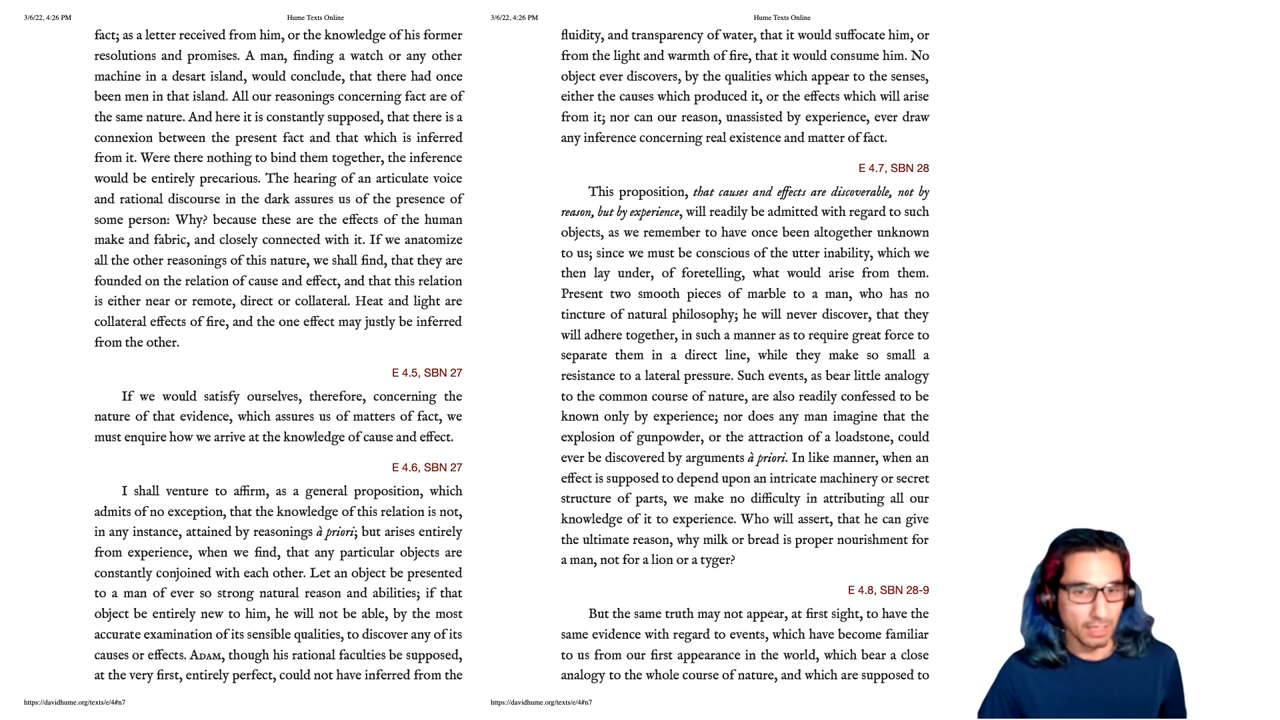 3/6/22, 4:26 PM
Hume Texts Online
fact; as a letter received from him, or the knowledge of his former
resolutions and promises. A man, finding a watch or any other
machine in a desart island, would conclude, that there had once
been men in that island. All our reasonings concerning fact are of
the same nature. And here it is constantly supposed, that there is a
connexion between the present fact and that which is inferred
from it. Were there nothing to bind them together, the inference
would be entirely precarious. The hearing of an articulate voice
and rational discourse in the dark assures us of the presence of
some person: Why? because these are the effects of the human
make and fabric, and closely connected with it. If we anatomize
all the other reasonings of this nature, we shall find, that they are
founded on the relation of cause and effect, and that this relation
is either near or remote, direct or collateral. Heat and light are
collateral effects of fire, and the one effect may justly be inferred
from the other.
E 4.5, SBN 27
If we would satisfy ourselves, therefore, concerning the
nature of that evidence, which assures us of matters of fact, we
must enquire how we arrive at the knowledge of cause and effect.
E 4.6, SBN 27
I shall venture to affirm, as a general proposition, which
admits of no exception, that the knowledge of this relation is not,
in any instance, attained by reasonings à priori; but arises entirely
from experience, when we find, that any particular objects are
constantly conjoined with each other. Let an object be presented
to a man of ever so strong natural reason and abilities; if that
object be entirely new to him, he will not be able, by the most
accurate examination of its sensible qualities, to discover any of its
causes or effects. ADAM, though his rational faculties be supposed,
at the very first, entirely perfect, could not have inferred from the
https://davidhume.org/texts/e/4#n7
3/6/22, 4:26 PM
Hume Texts Online
fluidity, and transparency of water, that it would suffocate him, or
from the light and warmth of fire, that it would consume him. No
object ever discovers, by the qualities which appear to the senses,
either the causes which produced it, or the effects which will arise
from it; nor can our reason, unassisted by experience, ever draw
any inference concerning real existence and matter of fact.
E 4.7, SBN 28
This proposition, that causes and effects are discoverable, not by
reason, but by experience, will readily be admitted with regard to such
objects, as we remember to have once been altogether unknown
to us; since we must be conscious of the utter inability, which we
then lay under, of foretelling, what would arise from them.
Present two smooth pieces of marble to a man, who has no
tincture of natural philosophy; he will never discover, that they
will adhere together, in such a manner as to require great force to
separate them in a direct line, while they make so small a
resistance to a lateral pressure. Such events, as bear little analogy
to the common course of nature, are also readily confessed to be
known only by experience; nor does any man imagine that the
explosion of gunpowder, or the attraction of a loadstone, could
ever be discovered by arguments à priori. In like manner, when an
effect is supposed to depend upon an intricate machinery or secret
structure of parts, we make no difficulty in attributing all our
knowledge of it to experience. Who will assert, that he can give
the ultimate reason, why milk or bread is proper nourishment for
a man, not for a lion or a tyger?
E 4.8, SBN 28-9
But the same truth may not appear, at first sight, to have the
same evidence with regard to events, which have become familiar
to us from our first appearance in the world, which bear a close
analogy to the whole course of nature, and which are supposed to
https://davidhume.org/texts/e/4#n7